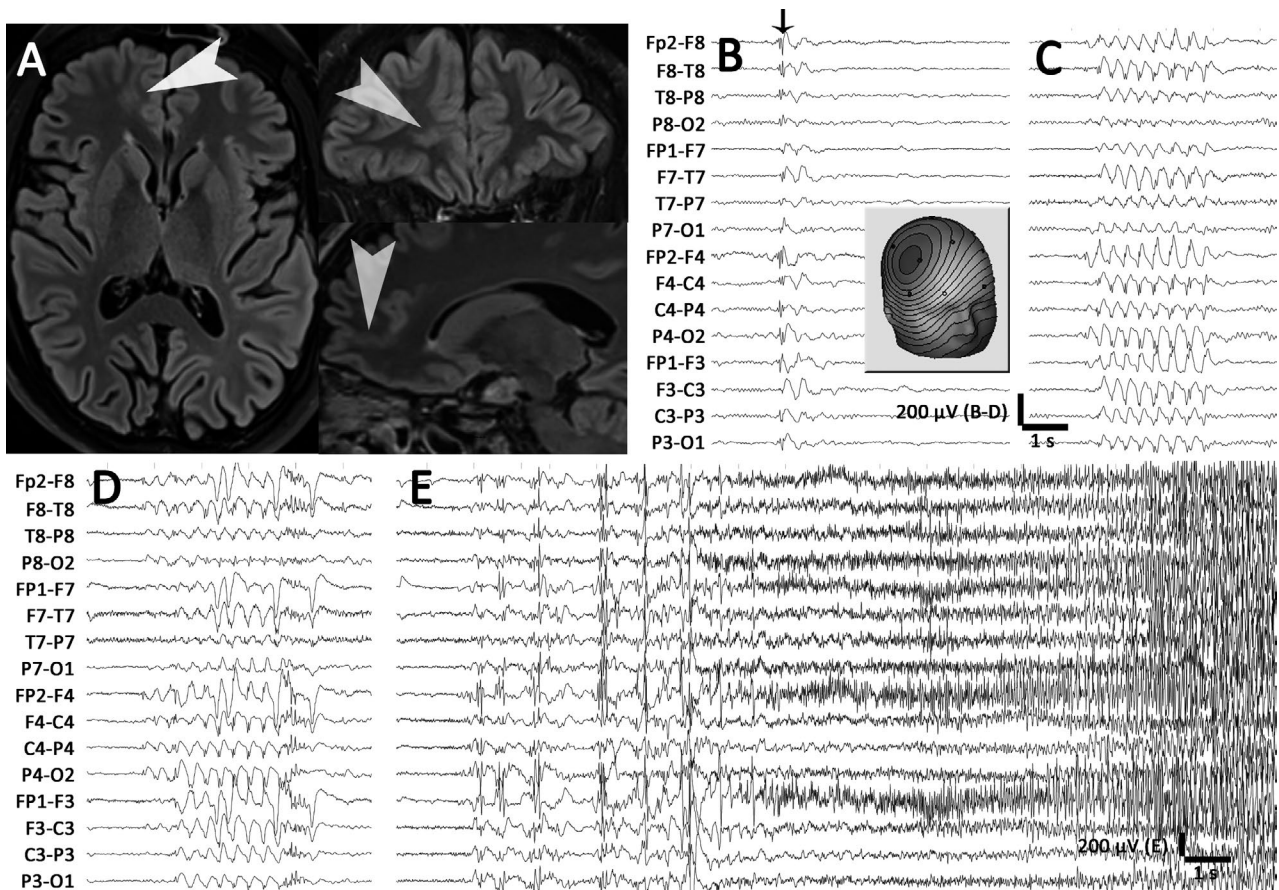 A
B
C
Fp2-F8
F8-T8
T8-P8
P8-O2
FP1-F7
F7-T7
T7-P7
P7-O1
FP2-F4
F4-C4
C4-P4
P4-O2
FP1-F3
F3-C3
C3-P3
P3-O1
200 µV (B-D)
1 s
D
E
Fp2-F8
F8-T8
T8-P8
P8-O2
FP1-F7
F7-T7
T7-P7
P7-O1
FP2-F4
F4-C4
C4-P4
P4-O2
FP1-F3
F3-C3
C3-P3
P3-O1
200 µV (E)
1 s